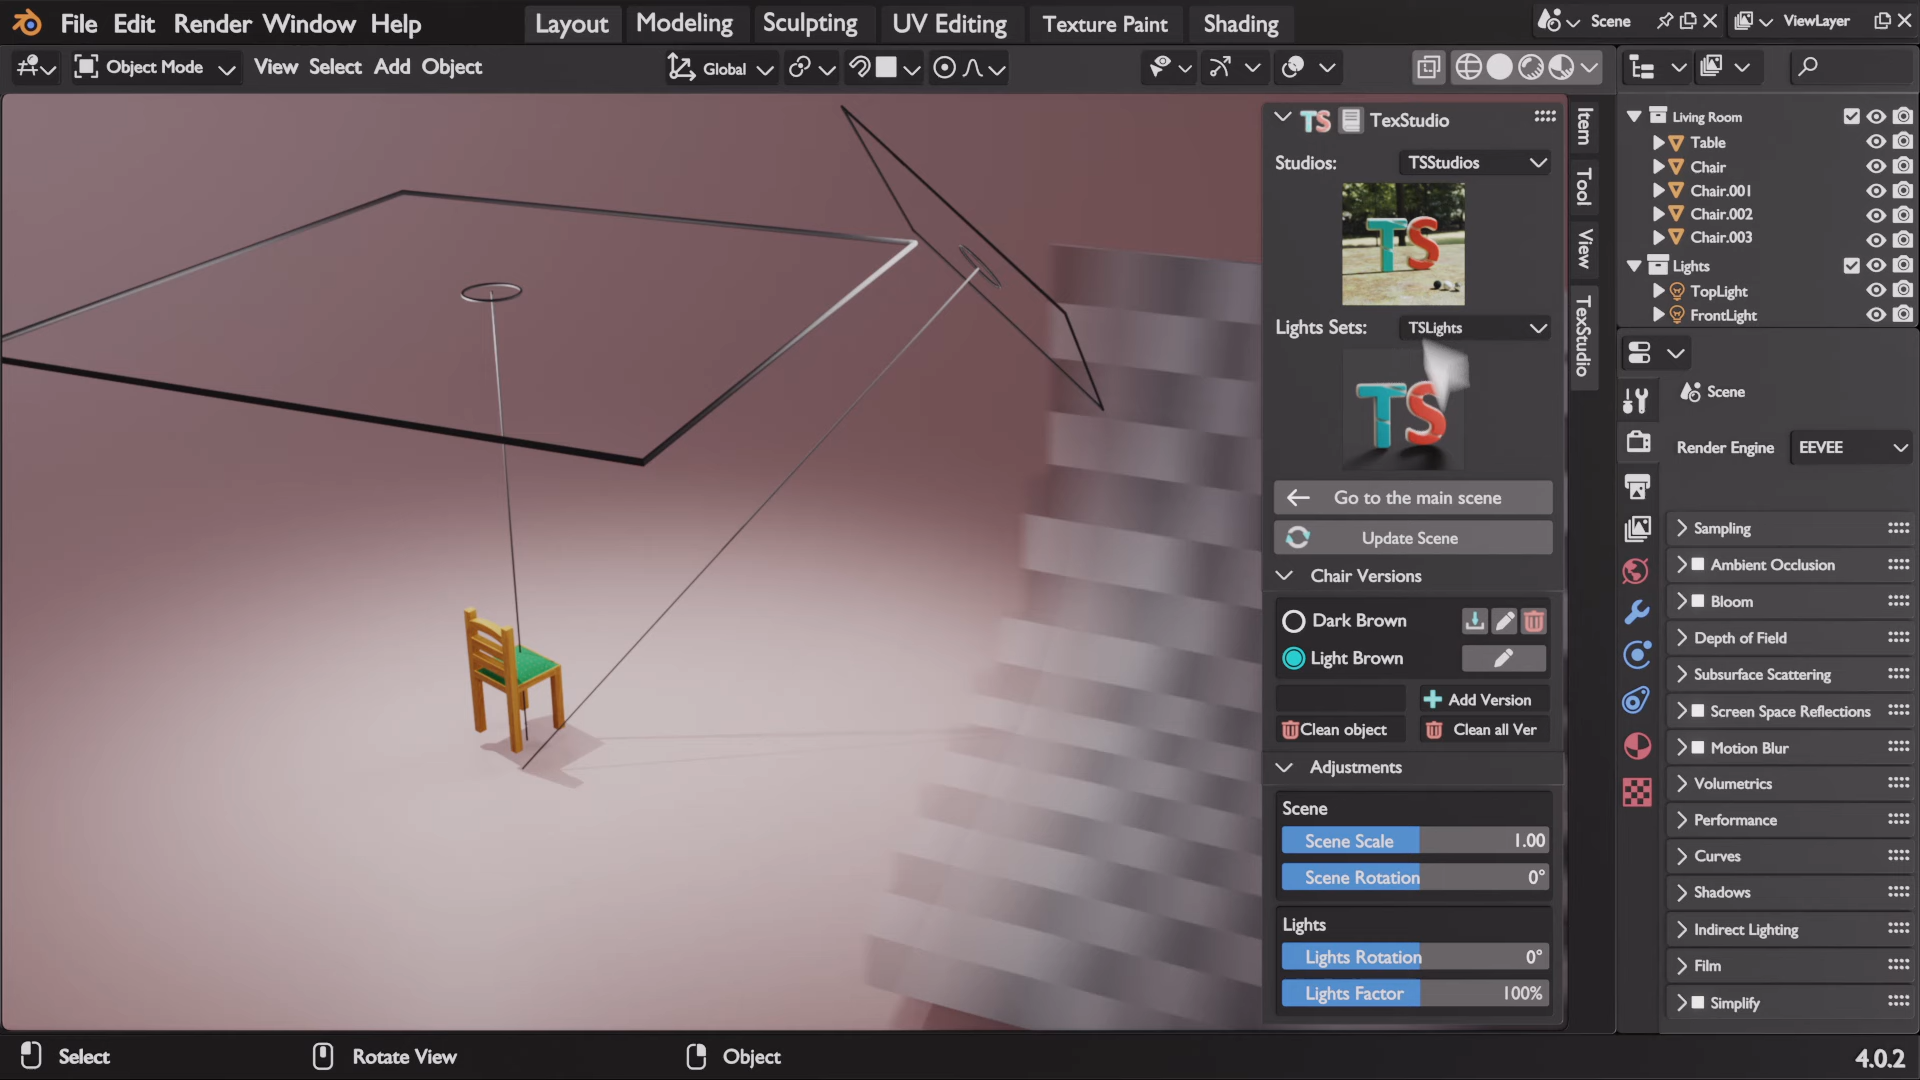 File Edit Render Window Help
Layout Modeling Sculpting UV Editing Texture Paint Shading
Scene
ViewLayer
Object Mode View Select Add Object
Global
TS TexStudio
Studios: TSStudios
TS
Lights Sets: TSLights
TS
Go to the main scene
Update Scene
Chair Versions
Dark Brown
Light Brown
Add Version
Clean object Clean all Ver
Adjustments
Scene
Scene Scale 1.00
Scene Rotation 0°
Lights
Lights Rotation 0°
Lights Factor 100%
Item
Tool
View
TexStudio
Living Room
Table
Chair
Chair.001
Chair.002
Chair.003
Lights
TopLight
FrontLight
Scene
Render Engine EEVEE
Sampling
Ambient Occlusion
Bloom
Depth of Field
Subsurface Scattering
Screen Space Reflections
Motion Blur
Volumetrics
Performance
Curves
Shadows
Indirect Lighting
Film
Simplify
Select Rotate View Object
4.0.2